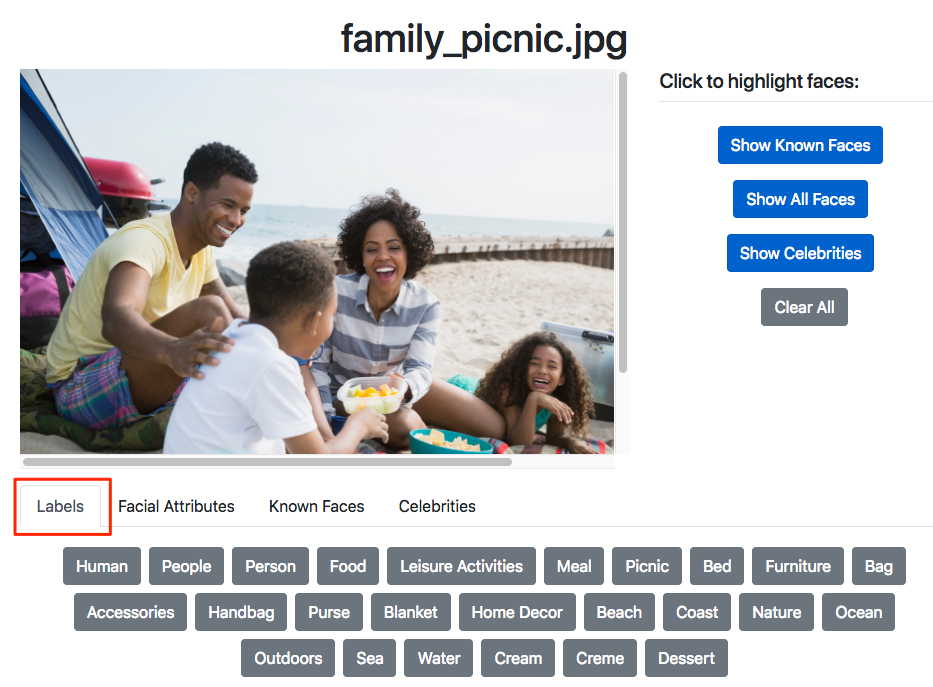 family_picnic.jpg
Click to highlight faces:
Show Known Faces
Show All Faces
Show Celebrities
Clear All
Labels Facial Attributes Known Faces Celebrities
Human People Person Food Leisure Activities Meal Picnic Bed Furniture Bag
Accessories Handbag Purse Blanket Home Decor Beach Coast Nature Ocean
Outdoors Sea Water Cream Creme Dessert